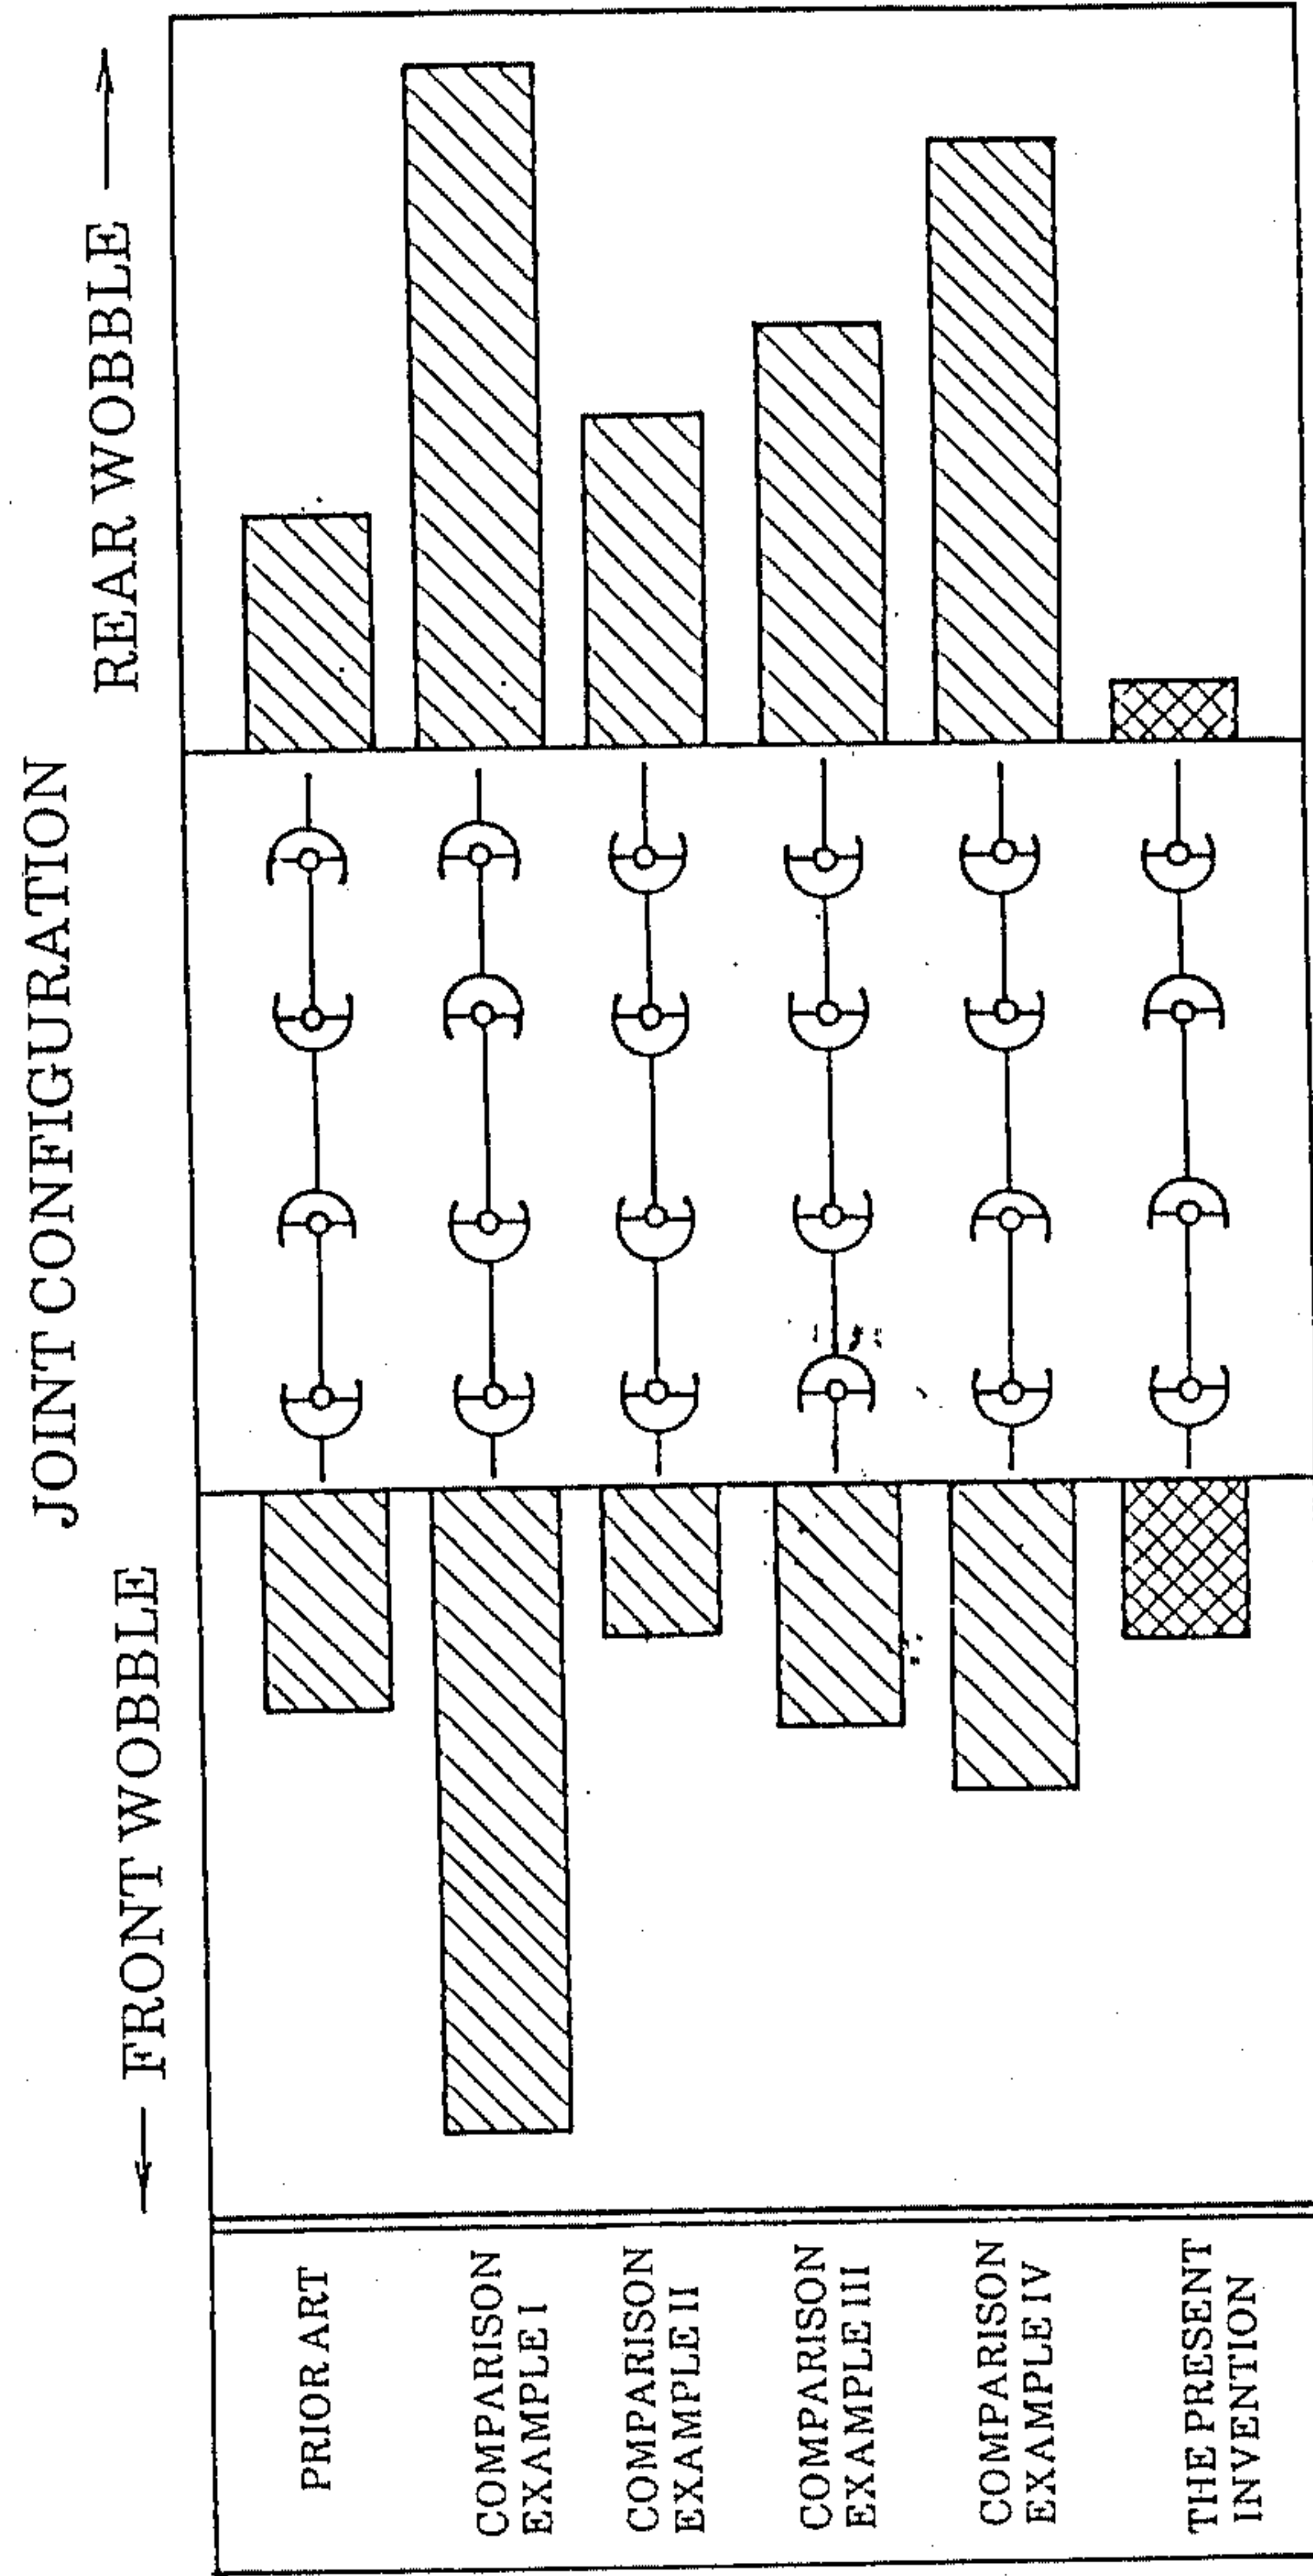 JOINT CONFIGURATION
← FRONT WOBBLE
REAR WOBBLE →
PRIOR ART
COMPARISON
EXAMPLE I
COMPARISON
EXAMPLE II
COMPARISON
EXAMPLE III
COMPARISON
EXAMPLE IV
THE PRESENT
INVENTION